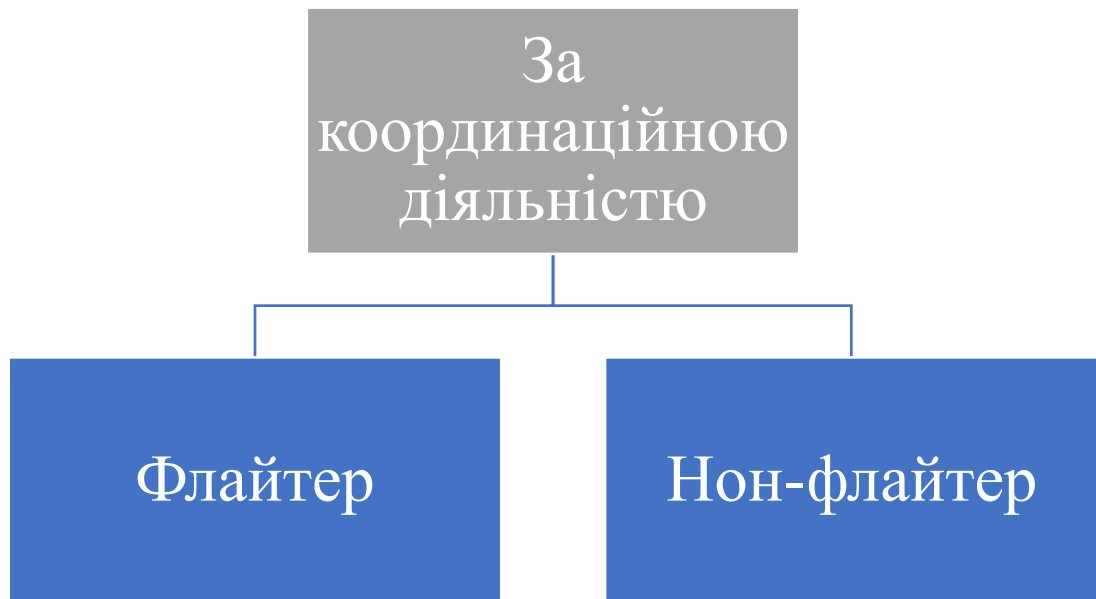 За
координаційною
діяльністю
Флайтер
Нон-флайтер